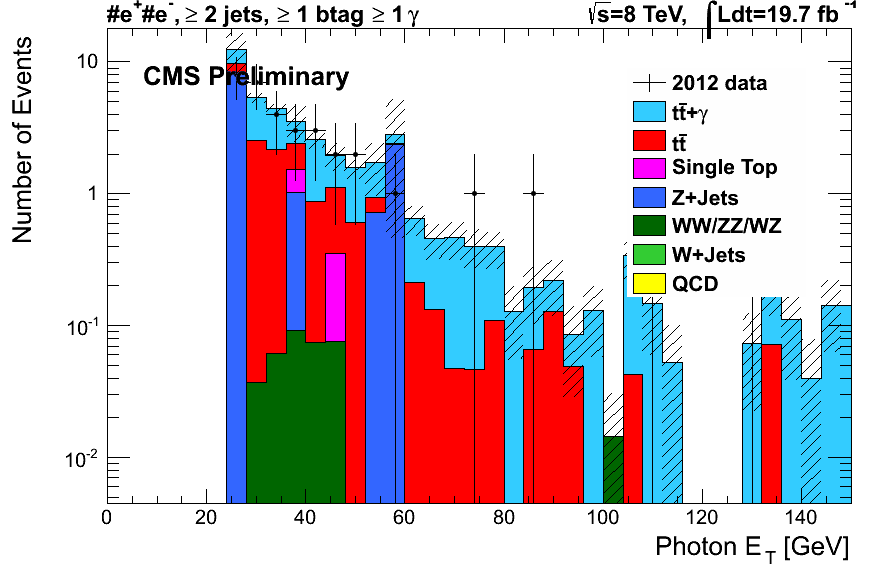 #e⁺#e⁻, ≥ 2 jets, ≥ 1 btag ≥ 1 γ
√s=8 TeV, ∫Ldt=19.7 fb⁻¹
CMS Preliminary
Number of Events
10
1
10⁻¹
10⁻²
2012 data
tt̄+γ
tt̄
Single Top
Z+Jets
WW/ZZ/WZ
W+Jets
QCD
0 20 40 60 80 100 120 140
Photon E_T [GeV]